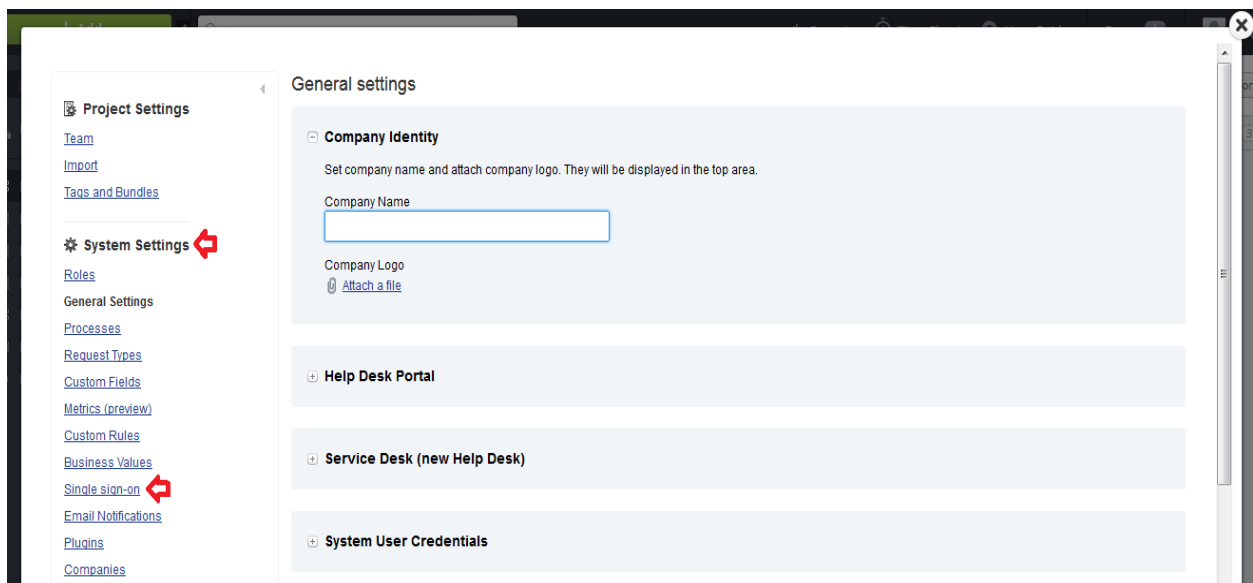 General settings
Project Settings
Team
Import
Tags and Bundles
System Settings
Roles
General Settings
Processes
Request Types
Custom Fields
Metrics (preview)
Custom Rules
Business Values
Single sign-on
Email Notifications
Plugins
Companies
Company Identity
Set company name and attach company logo. They will be displayed in the top area.
Company Name
Company Logo
Attach a file
Help Desk Portal
Service Desk (new Help Desk)
System User Credentials